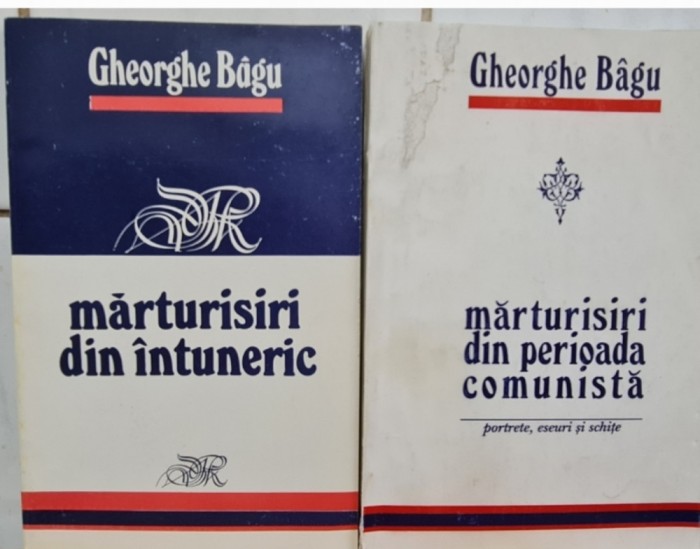 Gheorghe Bâgu
mărturisiri
din întuneric
Gheorghe Bâgu
mărturisiri
din perioada
comunistă
portrete, eseuri și schițe